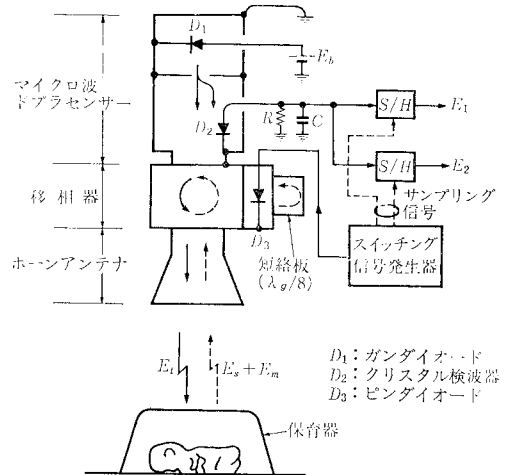 D₁
E_b
マイクロ波
ドプラセンサー
D₂
R
C
S/H
E₁
S/H
E₂
サンプリング
信号
移相器
D₃
短絡板
(λg/8)
スイッチング
信号発生器
ホーンアンテナ
E_t
E_s + E_m
D₁：ガンダイオード
D₂：クリスタル検波器
D₃：ピンダイオード
保育器